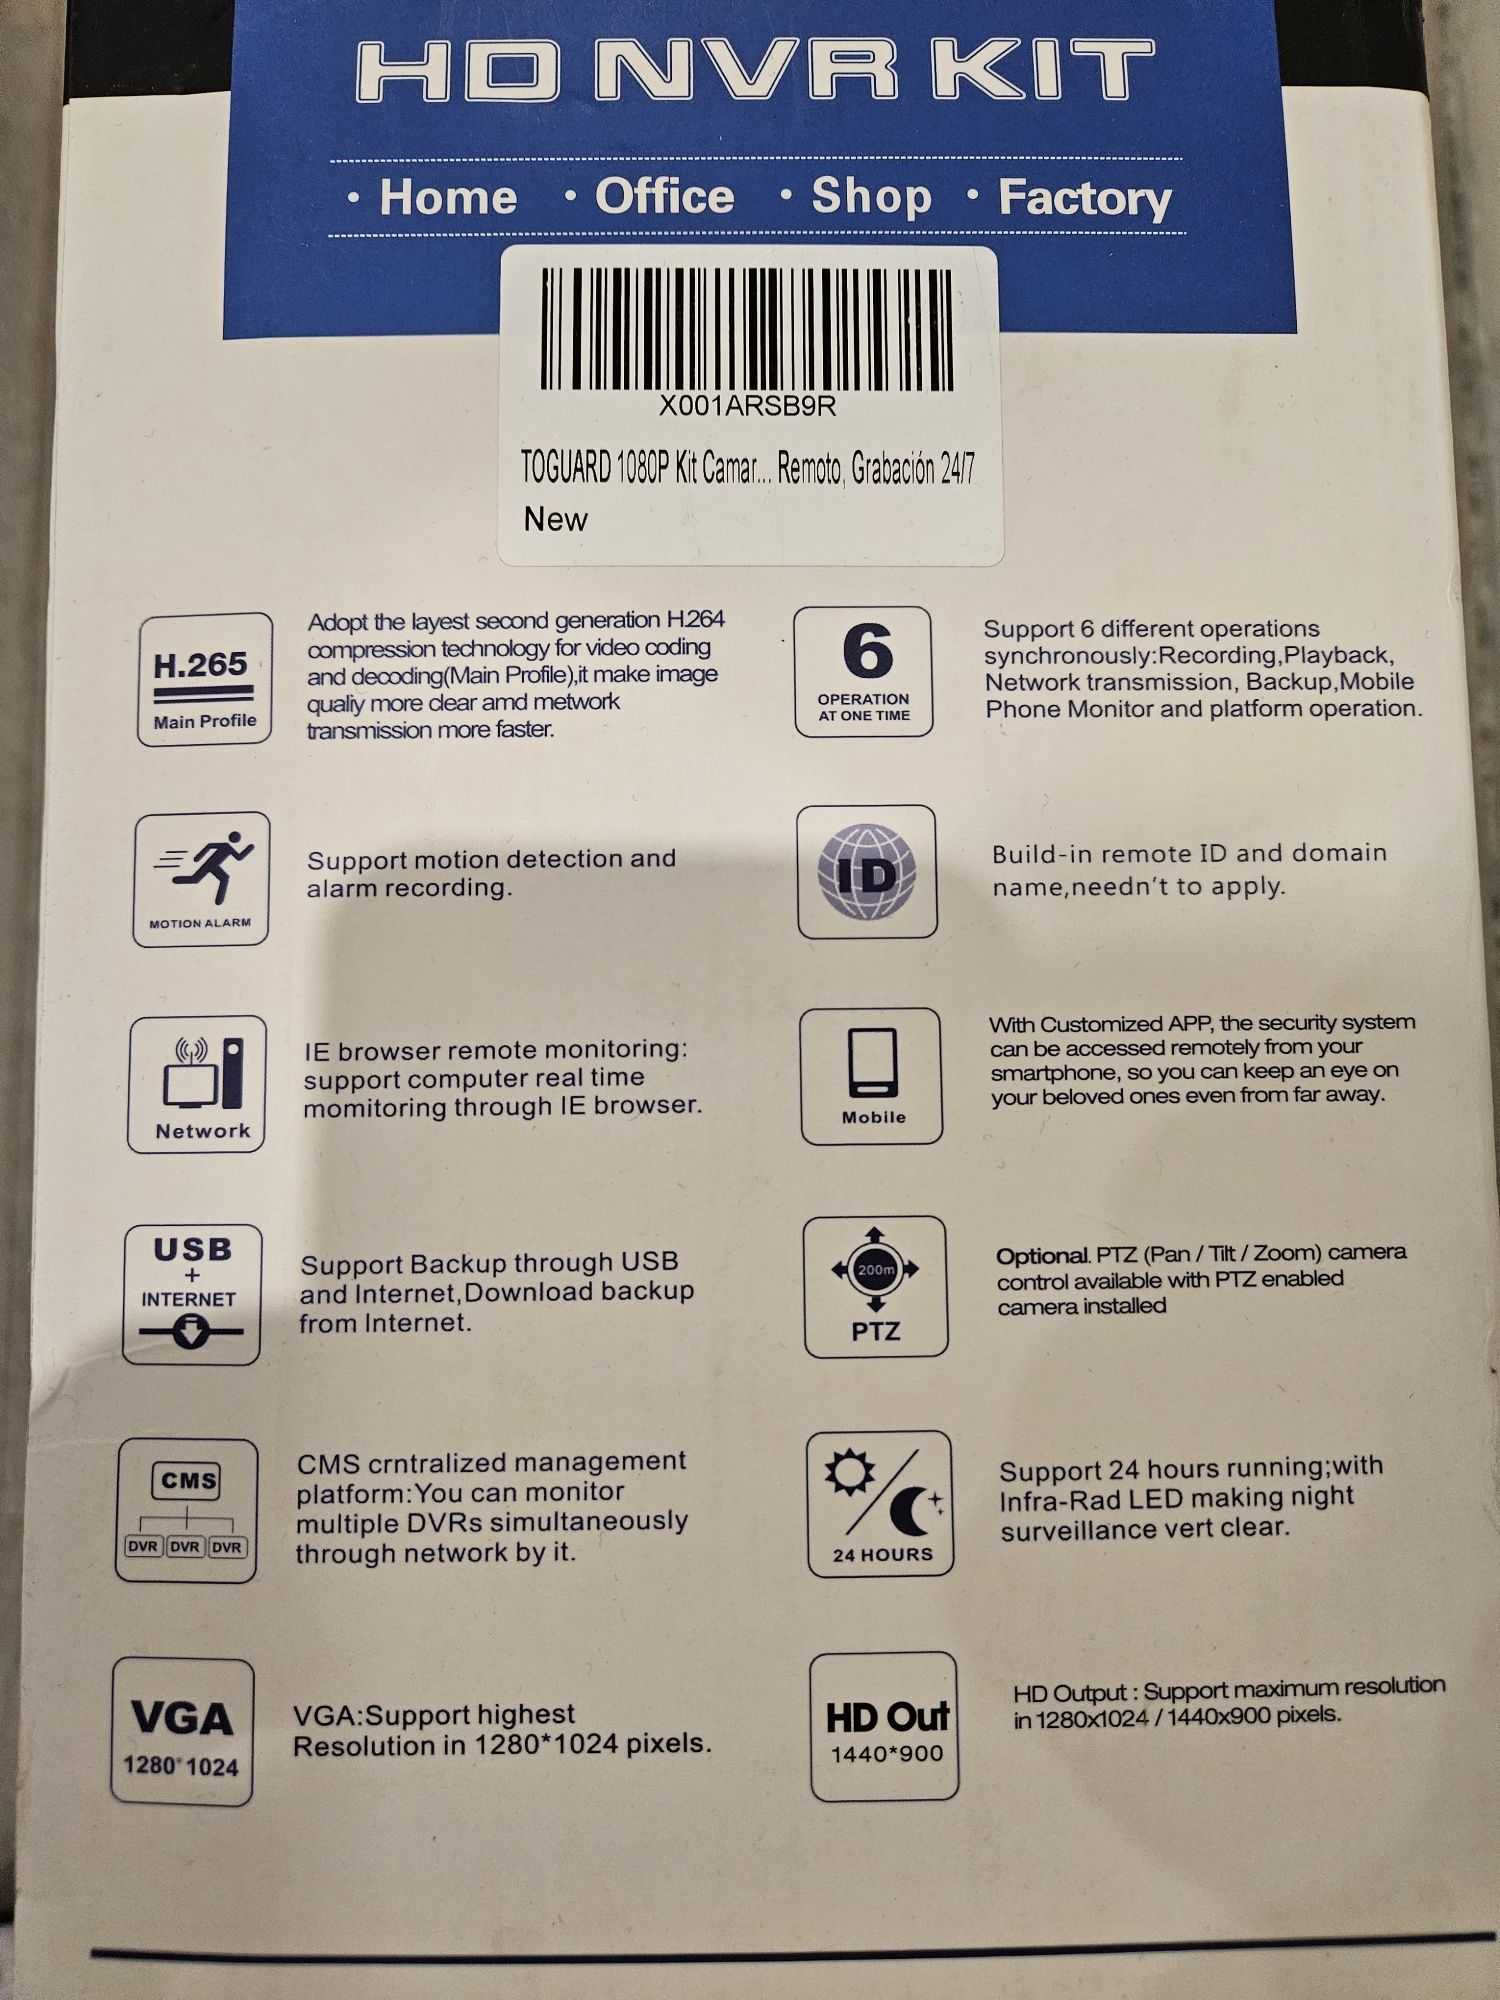 HD NVR KIT
• Home • Office • Shop • Factory
X001ARSB9R
TOGUARD 1080P Kit Camar... Remoto, Grabación 24/7
New
H.265
Main Profile
Adopt the layest second generation H.264
compression technology for video coding
and decoding(Main Profile),it make image
qualiy more clear amd metwork
transmission more faster.
6
OPERATION
AT ONE TIME
Support 6 different operations
synchronously:Recording,Playback,
Network transmission, Backup,Mobile
Phone Monitor and platform operation.
MOTION ALARM
Support motion detection and
alarm recording.
ID
Build-in remote ID and domain
name,needn't to apply.
Network
IE browser remote monitoring:
support computer real time
momitoring through IE browser.
Mobile
With Customized APP, the security system
can be accessed remotely from your
smartphone, so you can keep an eye on
your beloved ones even from far away.
USB
+
INTERNET
Support Backup through USB
and Internet,Download backup
from Internet.
200m
PTZ
Optional. PTZ (Pan / Tilt / Zoom) camera
control available with PTZ enabled
camera installed
CMS
DVR DVR DVR
CMS crntralized management
platform:You can monitor
multiple DVRs simultaneously
through network by it.
24 HOURS
Support 24 hours running;with
Infra-Rad LED making night
surveillance vert clear.
VGA
1280*1024
VGA:Support highest
Resolution in 1280*1024 pixels.
HD Out
1440*900
HD Output : Support maximum resolution
in 1280x1024 / 1440x900 pixels.